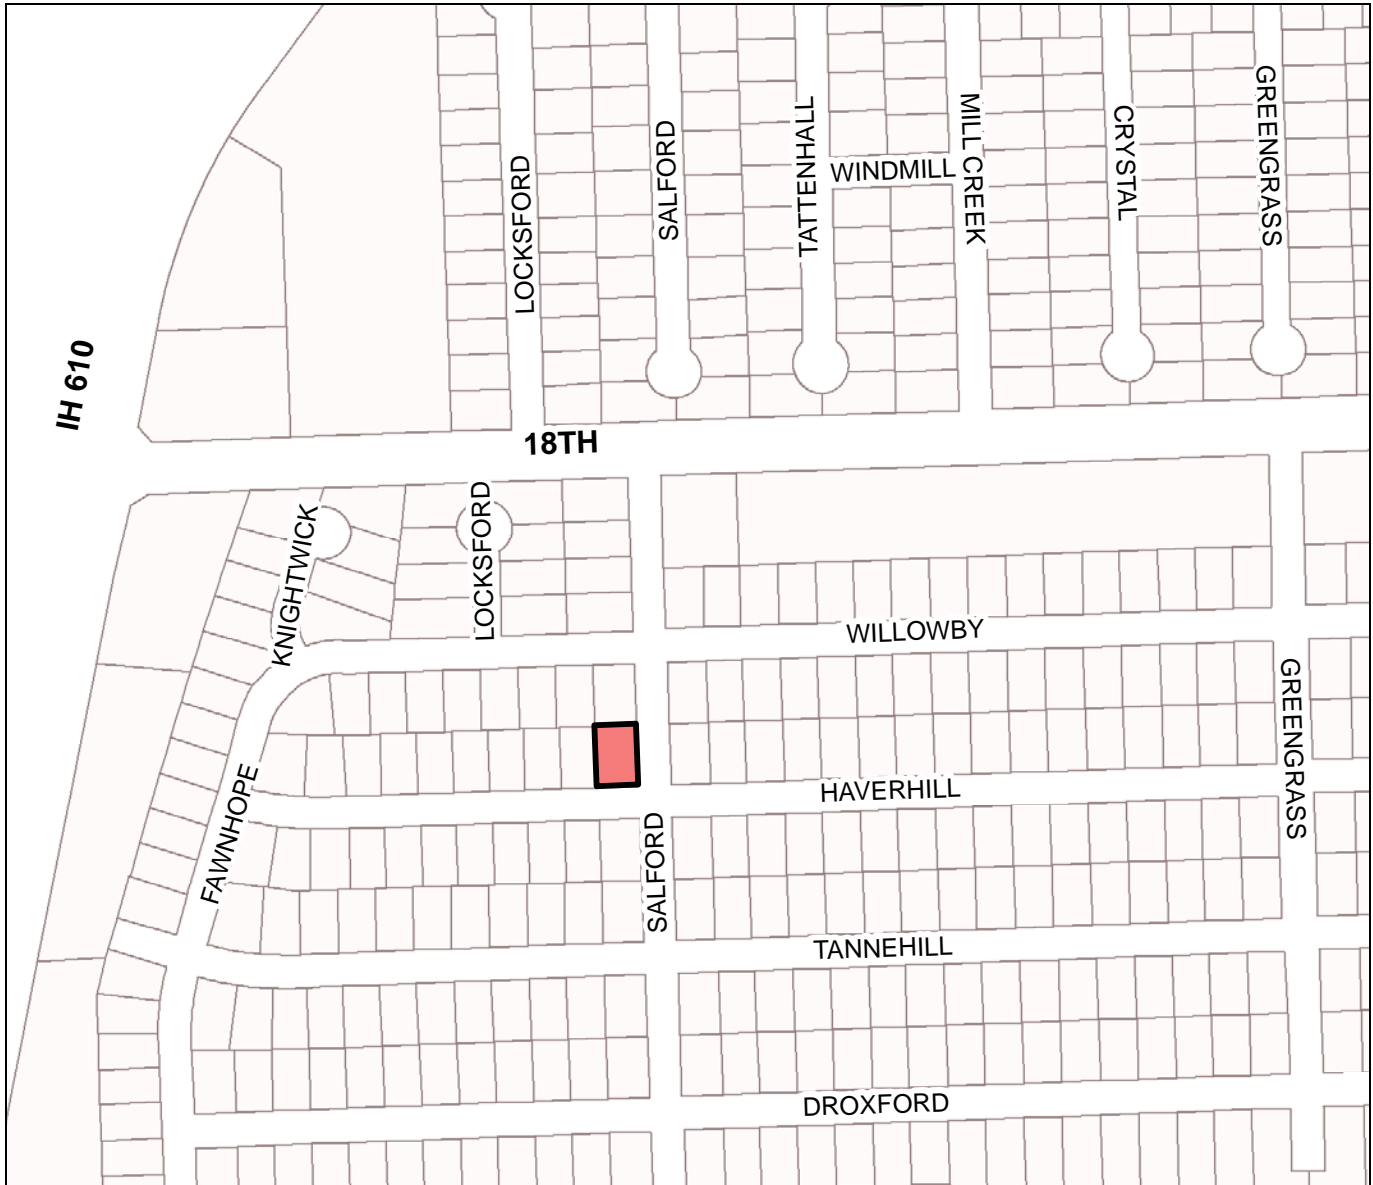 GREENGRASS
MILL CREEK
TATTENHALL
CRYSTAL
SALFORD
LOCKSFORD
WINDMILL
IH 610
18TH
LOCKSFORD
KNIGHTWICK
WILLOWBY
GREENGRASS
FAWNHOPE
HAVERHILL
SALFORD
TANNEHILL
DROXFORD